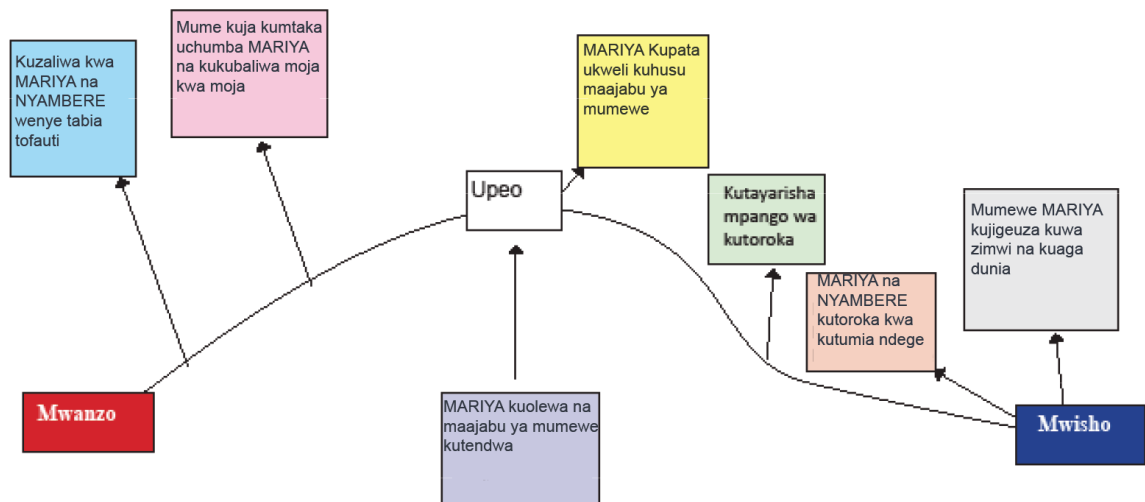 Kuzaliwa kwa
MARIYA na
NYAMBERE
wenye tabia
tofauti
Mume kuja kumtaka
uchumba MARIYA
na kukubaliwa moja
kwa moja
MARIYA Kupata
ukweli kuhusu
maajabu ya
mumewe
Upeo
Kutayarisha
mpango wa
kutoroka
Mumewe MARIYA
kujigeuza kuwa
zimwi na kuaga
dunia
MARIYA na
NYAMBERE
kutoroka kwa
kutumia ndege
Mwanzo
MARIYA kuolewa na
maajabu ya mumewe
kutendwa
Mwisho